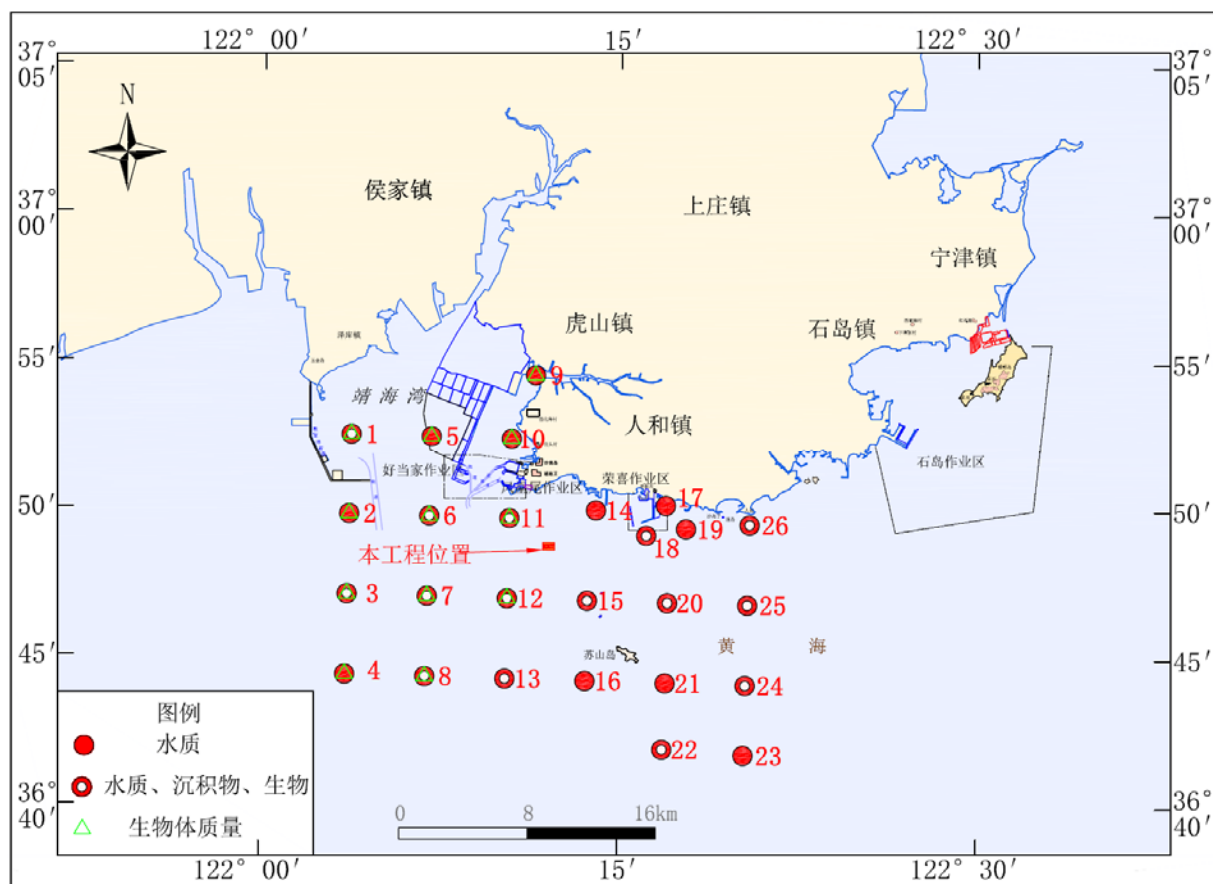 122° 00′
15′
122° 30′
37°
05′
37°
05′
N
侯家镇
上庄镇
37°
00′
37°
00′
宁津镇
虎山镇
石岛镇
泽库镇
55′
55′
9
靖海湾
人和镇
1
5
10
石岛作业区
好当家作业区
荣喜作业区
50′
50′
2
6
11
14
17
19
26
18
本工程位置
3
7
12
15
20
25
黄海
45′
45′
苏山岛
4
8
13
16
21
24
图例
水质
22
23
水质、沉积物、生物
36°
40′
36°
40′
0
8
16km
生物体质量
122° 00′
15′
122° 30′